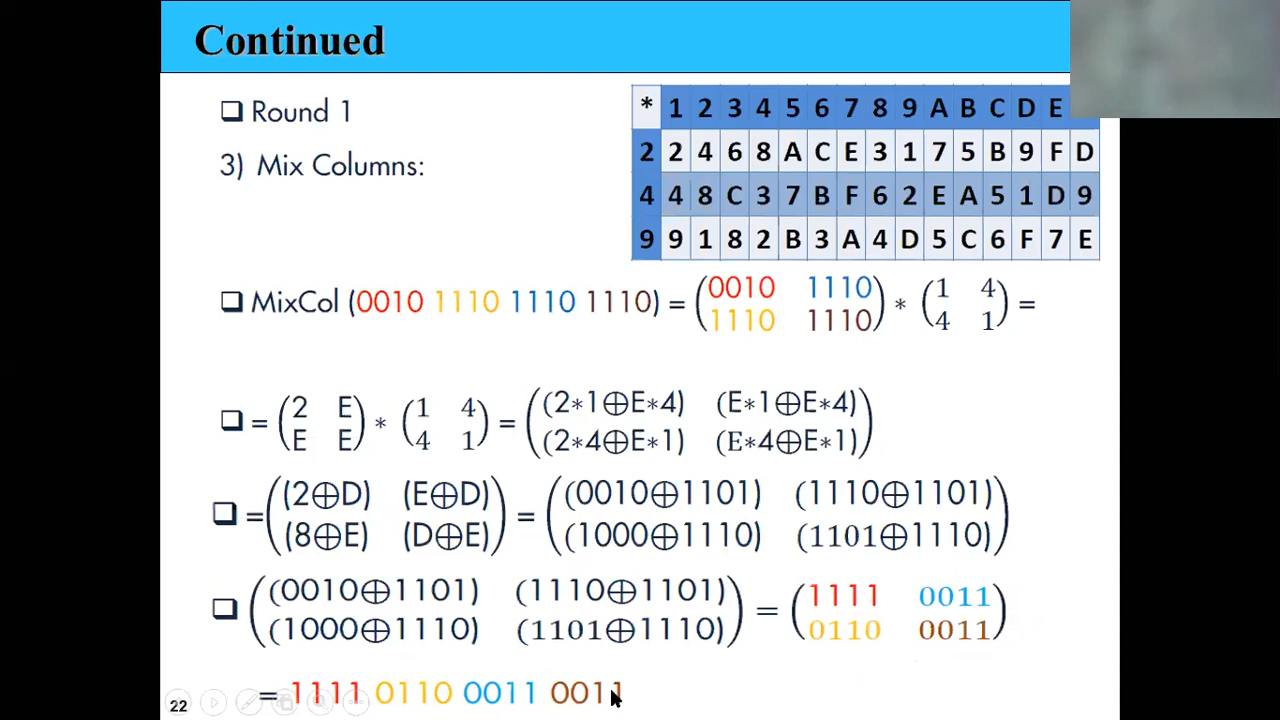 Continued
❑ Round 1
3) Mix Columns:
* 1 2 3 4 5 6 7 8 9 A B C D E
2 2 4 6 8 A C E 3 1 7 5 B 9 F D
4 4 8 C 3 7 B F 6 2 E A 5 1 D 9
9 9 1 8 2 B 3 A 4 D 5 C 6 F 7 E
❑ MixCol (0010 1110 1110 1110) = (0010 1110) * (1 4) =
(1110 1110) (4 1)
❑ = (2 E) * (1 4) = ((2*1⊕E*4) (E*1⊕E*4))
(E E) (4 1) ((2*4⊕E*1) (E*4⊕E*1))
❑ = ((2⊕D) (E⊕D)) = ((0010⊕1101) (1110⊕1101))
((8⊕E) (D⊕E)) ((1000⊕1110) (1101⊕1110))
❑ ((0010⊕1101) (1110⊕1101)) = (1111 0011)
((1000⊕1110) (1101⊕1110)) (0110 0011)
= 1111 0110 0011 0011
22